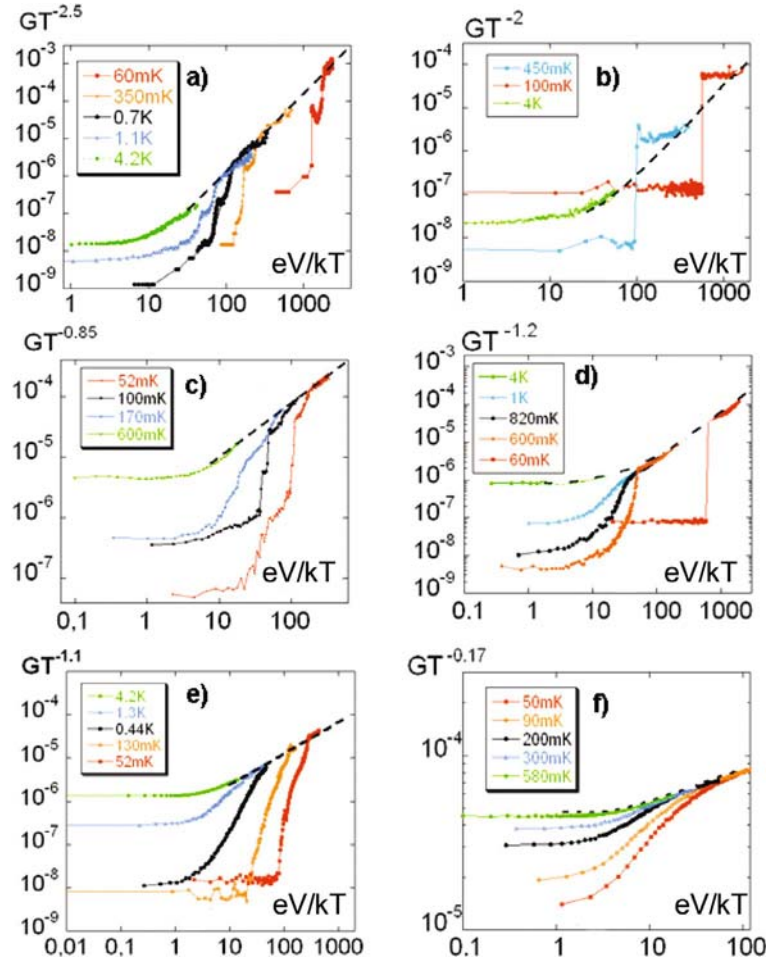 GT^-2.5
a)
60mK
350mK
0.7K
1.1K
4.2K
10^-3
10^-4
10^-5
10^-6
10^-7
10^-8
10^-9
eV/kT
1 10 100 1000
GT^-2
b)
450mK
100mK
4K
10^-4
10^-5
10^-6
10^-7
10^-8
10^-9
eV/kT
1 10 100 1000
GT^-0.85
c)
52mK
100mK
170mK
600mK
10^-4
10^-5
10^-6
10^-7
eV/kT
0,1 1 10 100
GT^-1.2
d)
4K
1K
820mK
600mK
60mK
10^-3
10^-4
10^-5
10^-6
10^-7
10^-8
10^-9
eV/kT
0.1 1 10 100 1000
GT^-1.1
e)
4.2K
1.3K
0.44K
130mK
52mK
10^-4
10^-5
10^-6
10^-7
10^-8
10^-9
eV/kT
0,01 0,1 1 10 100 1000
GT^-0.17
f)
50mK
90mK
200mK
300mK
580mK
10^-4
10^-5
eV/kT
0.1 1 10 100